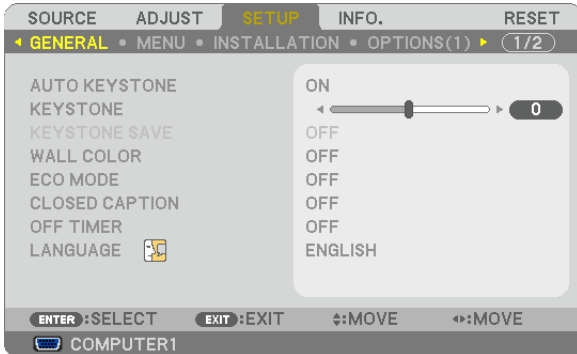 SOURCE ADJUST SETUP INFO. RESET
GENERAL • MENU • INSTALLATION • OPTIONS(1) 1/2
AUTO KEYSTONE ON
KEYSTONE 0
KEYSTONE SAVE OFF
WALL COLOR OFF
ECO MODE OFF
CLOSED CAPTION OFF
OFF TIMER OFF
LANGUAGE ENGLISH
ENTER :SELECT EXIT :EXIT :MOVE :MOVE
COMPUTER1